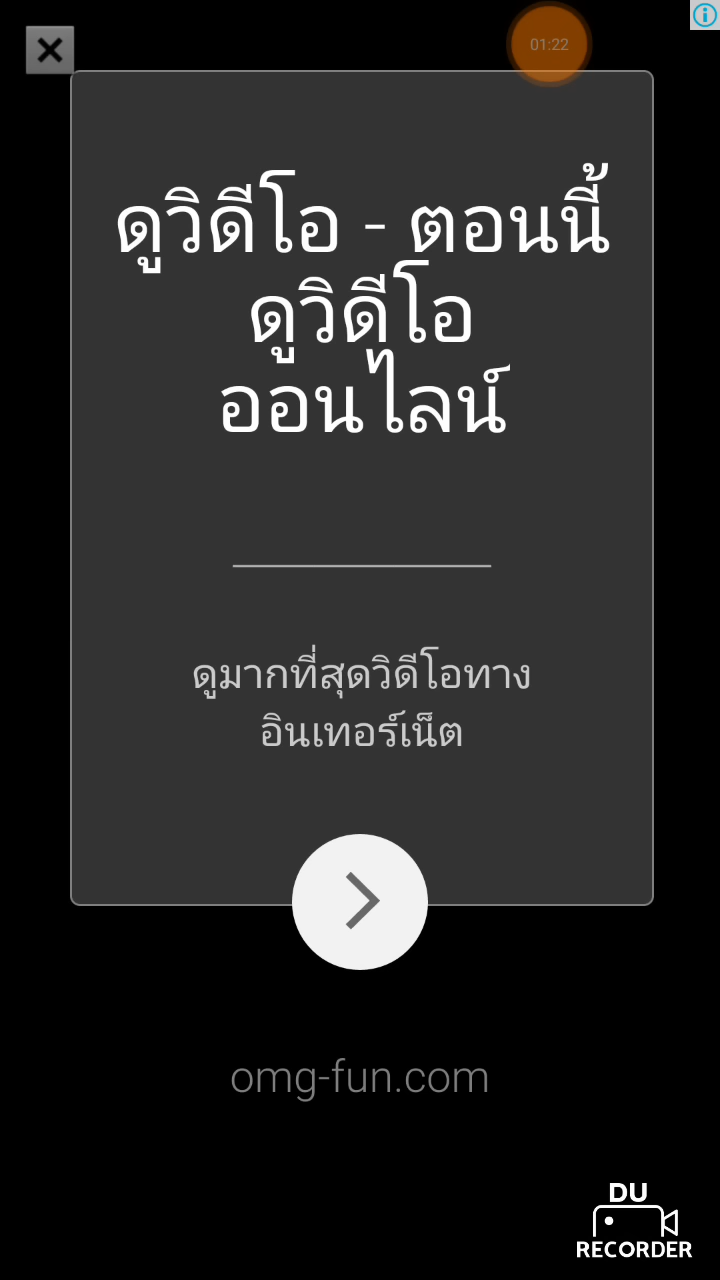 01:22
ดูวิดีโอ - ตอนนี้
ดูวิดีโอ
ออนไลน์
ดูมากที่สุดวิดีโอทาง
อินเทอร์เน็ต
omg-fun.com
DU
RECORDER